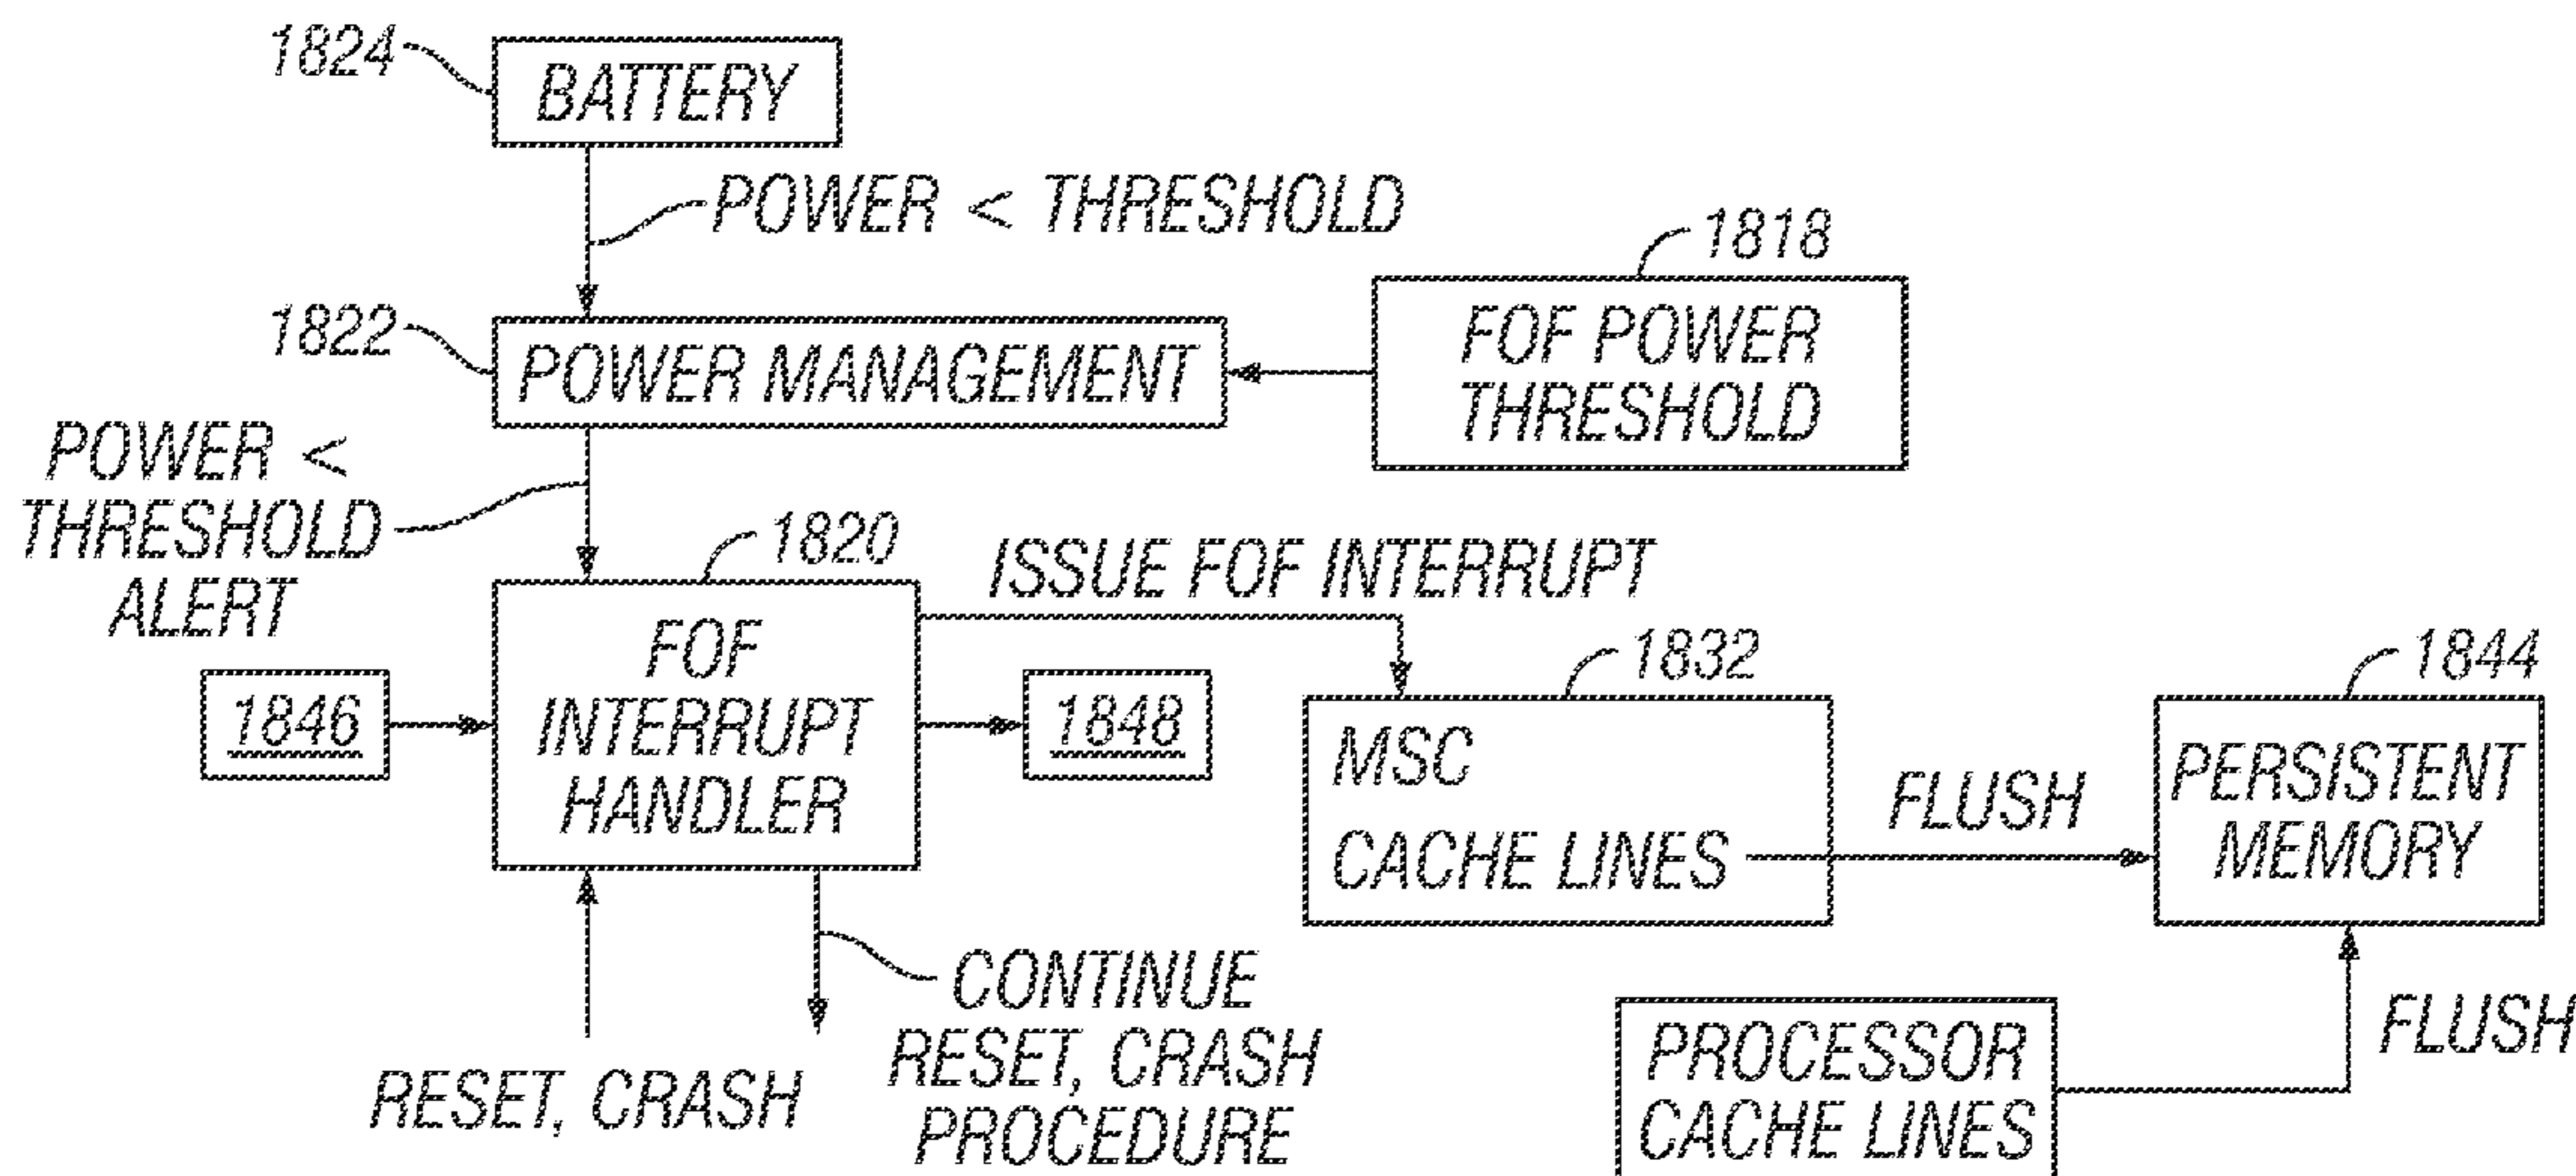 1824
BATTERY
POWER < THRESHOLD
1818
1822
POWER MANAGEMENT
FOF POWER
THRESHOLD
POWER <
THRESHOLD
ALERT
1820
ISSUE FOF INTERRUPT
FOF
INTERRUPT
HANDLER
1846
1848
1832
MSC
CACHE LINES
FLUSH
1844
PERSISTENT
MEMORY
RESET, CRASH
CONTINUE
RESET, CRASH
PROCEDURE
PROCESSOR
CACHE LINES
FLUSH